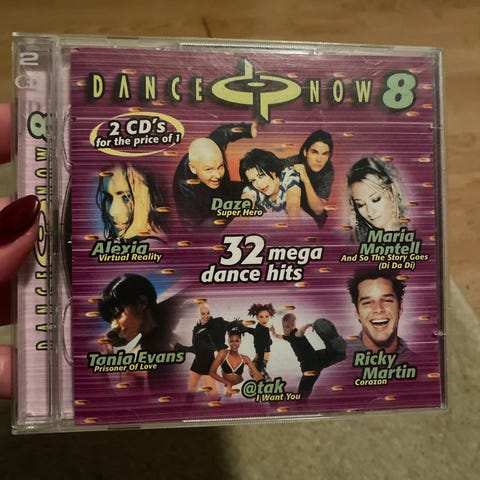 DANCE NOW 8
2 CD's
for the price of 1
Daze
Super Hero
Alexia
Virtual Reality
Maria
Montell
And So The Story Goes
(Di Da Di)
32 mega
dance hits
Tania Evans
Prisoner Of Love
@tak
I Want You
Ricky
Martin
Corazon
2
DANCE NOW 8